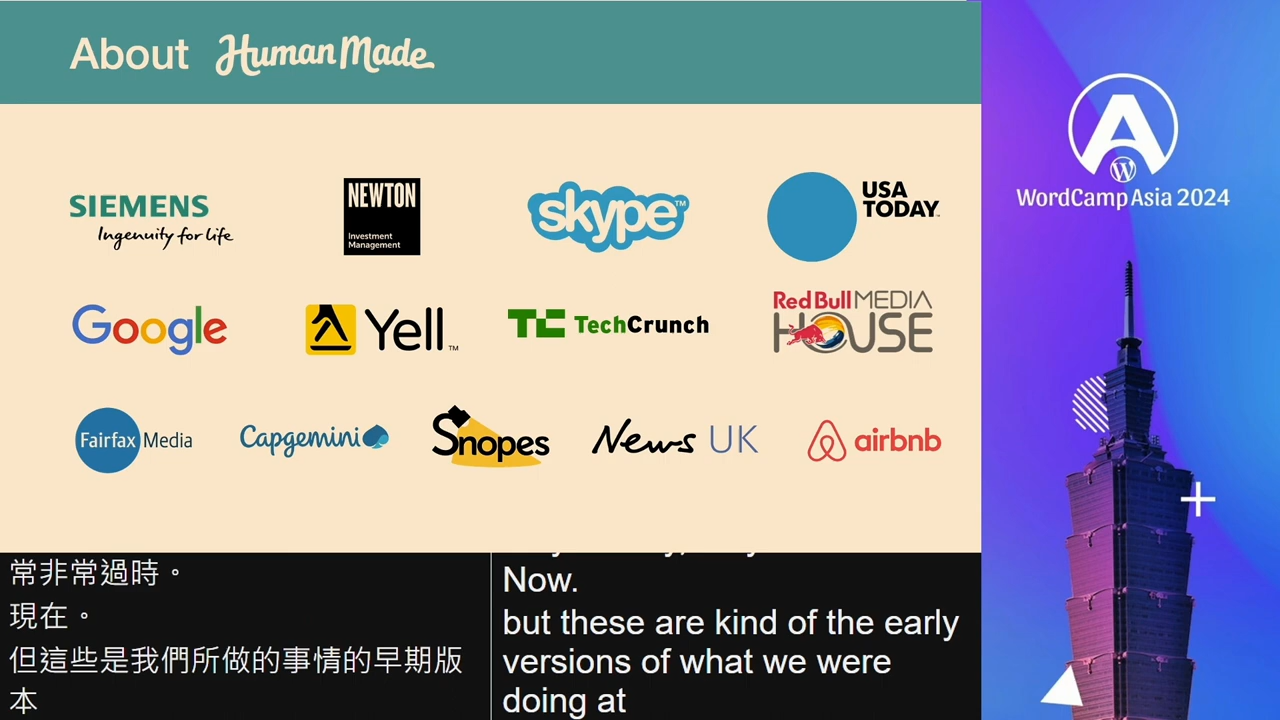 About Human Made
SIEMENS
Ingenuity for life
NEWTON
Investment
Management
skype™
USA
TODAY
Google
Yell™
TC TechCrunch
Red Bull MEDIA
HOUSE
Fairfax Media
Capgemini
Snopes
News UK
airbnb
常非常過時。
現在。
但這些是我們所做的事情的早期版
本
Now.
but these are kind of the early
versions of what we were
doing at
A
W
WordCamp Asia 2024